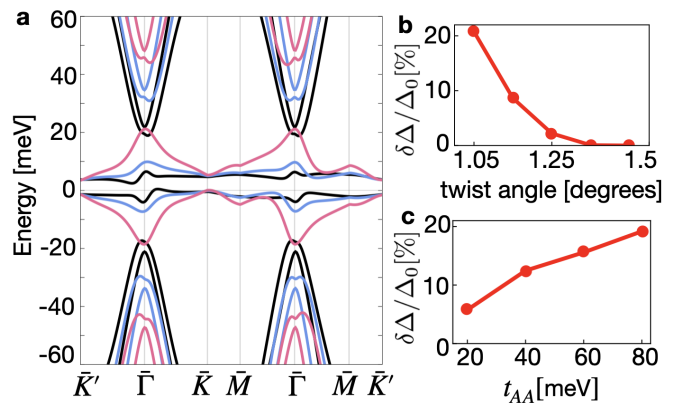 a
60
40
20
0
-20
-40
-60
Energy [meV]
K̄′ Γ̄ K̄ M̄ Γ̄ M̄ K̄′
b
20
10
0
δΔ/Δ₀[%]
1.05 1.25 1.5
twist angle [degrees]
c
20
10
0
δΔ/Δ₀[%]
20 40 60 80
t_AA[meV]